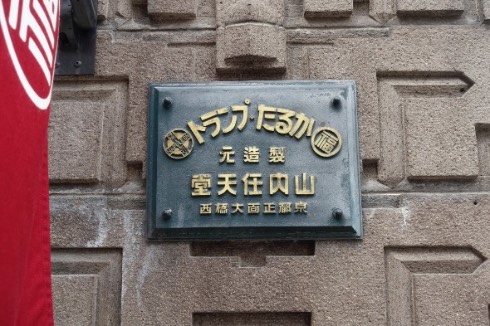 かるた・トランプ
福
製造元
山内任天堂
京都正面大橋西